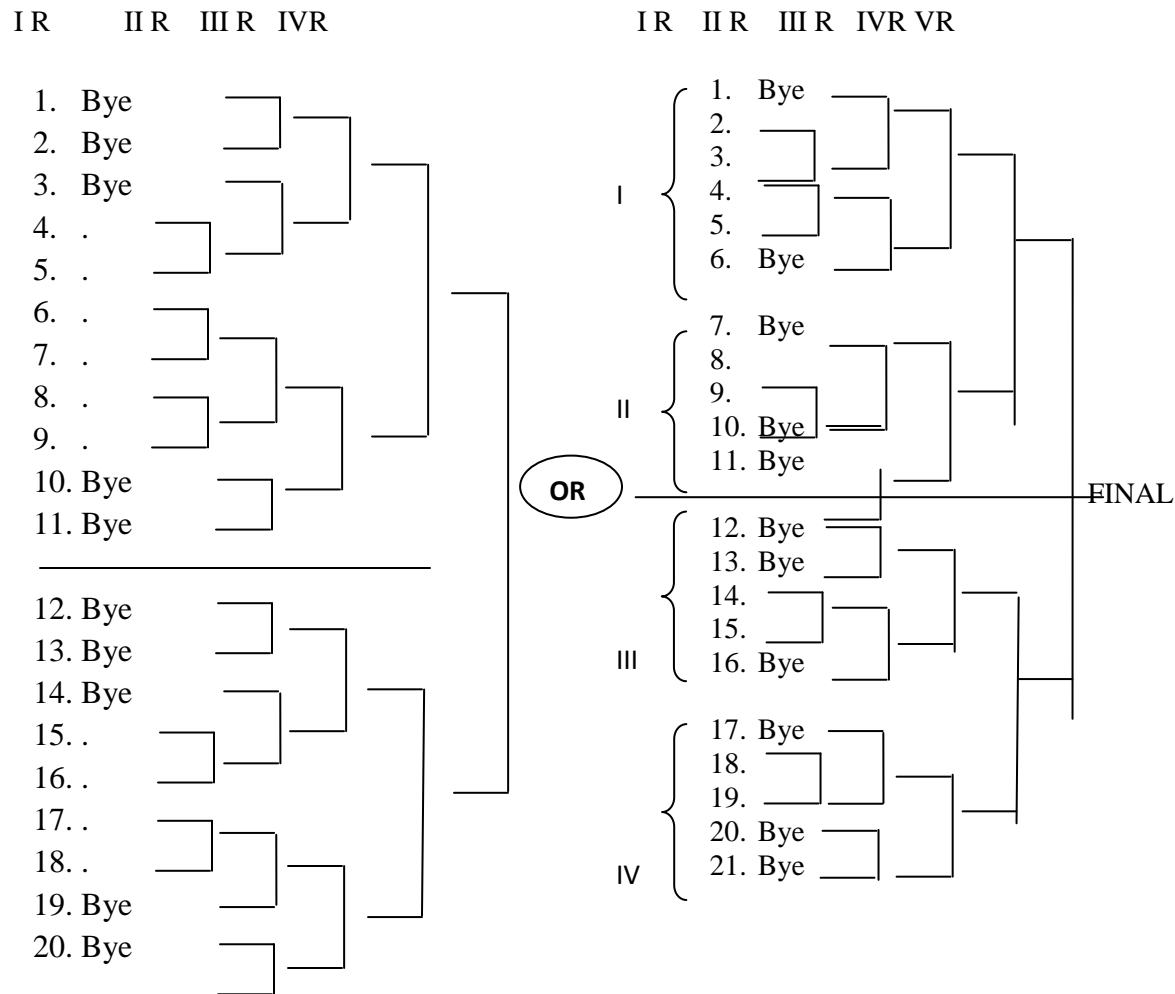 I R II R III R IVR
1. Bye
2. Bye
3. Bye
4. .
5. .
6. .
7. .
8. .
9. .
10. Bye
11. Bye
12. Bye
13. Bye
14. Bye
15. .
16. .
17. .
18. .
19. Bye
20. Bye
OR
I R II R III R IVR VR
I
1. Bye
2.
3.
4.
5.
6. Bye
II
7. Bye
8.
9.
10. Bye
11. Bye
FINAL
III
12. Bye
13. Bye
14.
15.
16. Bye
IV
17. Bye
18.
19.
20. Bye
21. Bye